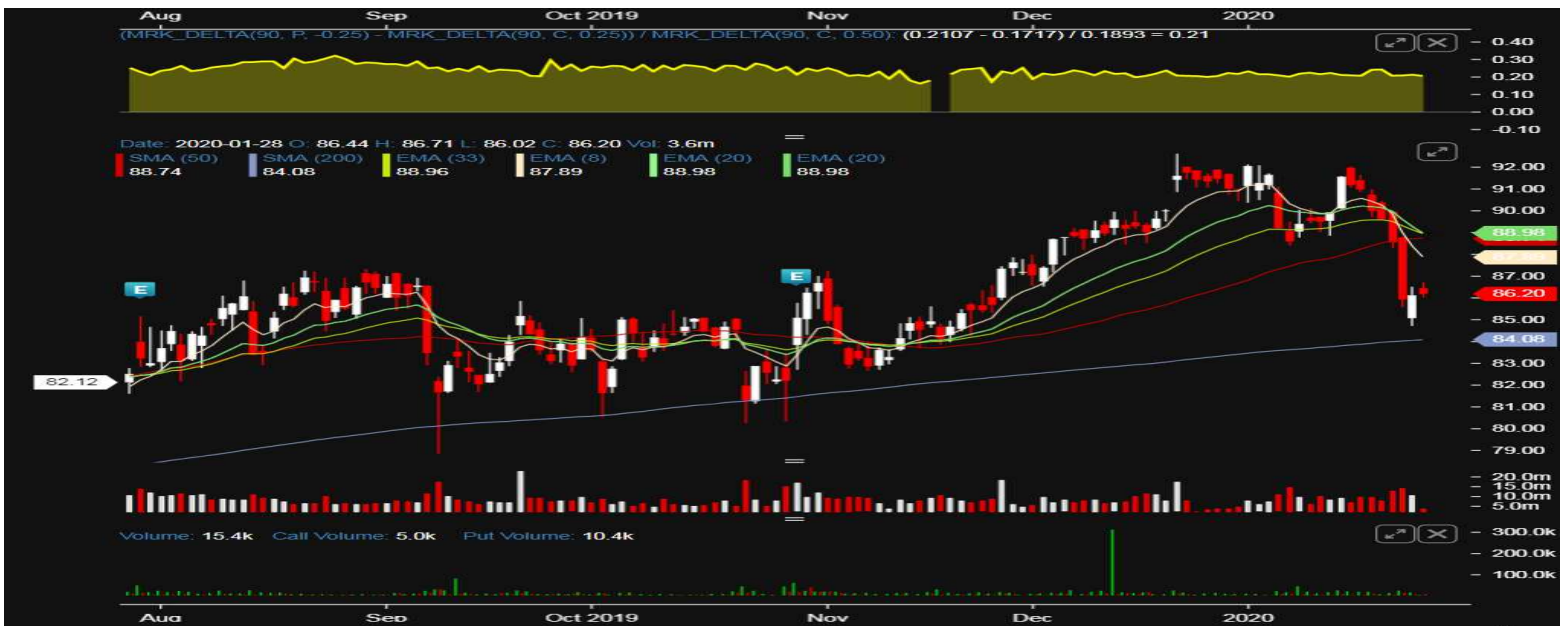 Aug Sep Oct 2019 Nov Dec 2020
(MRK_DELTA(90, P, -0.25) - MRK_DELTA(90, C, 0.25)) / MRK_DELTA(90, C, 0.50): (0.2107 - 0.1717) / 0.1893 = 0.21
0.40
0.30
0.20
0.10
0.00
-0.10
Date: 2020-01-28 O: 86.44 H: 86.71 L: 86.02 C: 86.20 Vol: 3.6m
SMA (50) SMA (200) EMA (33) EMA (8) EMA (20) EMA (20)
88.74 84.08 88.96 87.89 88.98 88.98
92.00
91.00
90.00
88.98
87.00
86.20
85.00
84.08
83.00
82.00
81.00
80.00
79.00
E
E
82.12
20.0m
15.0m
10.0m
5.0m
Volume: 15.4k Call Volume: 5.0k Put Volume: 10.4k
300.0k
200.0k
100.0k
Aug Sep Oct 2019 Nov Dec 2020